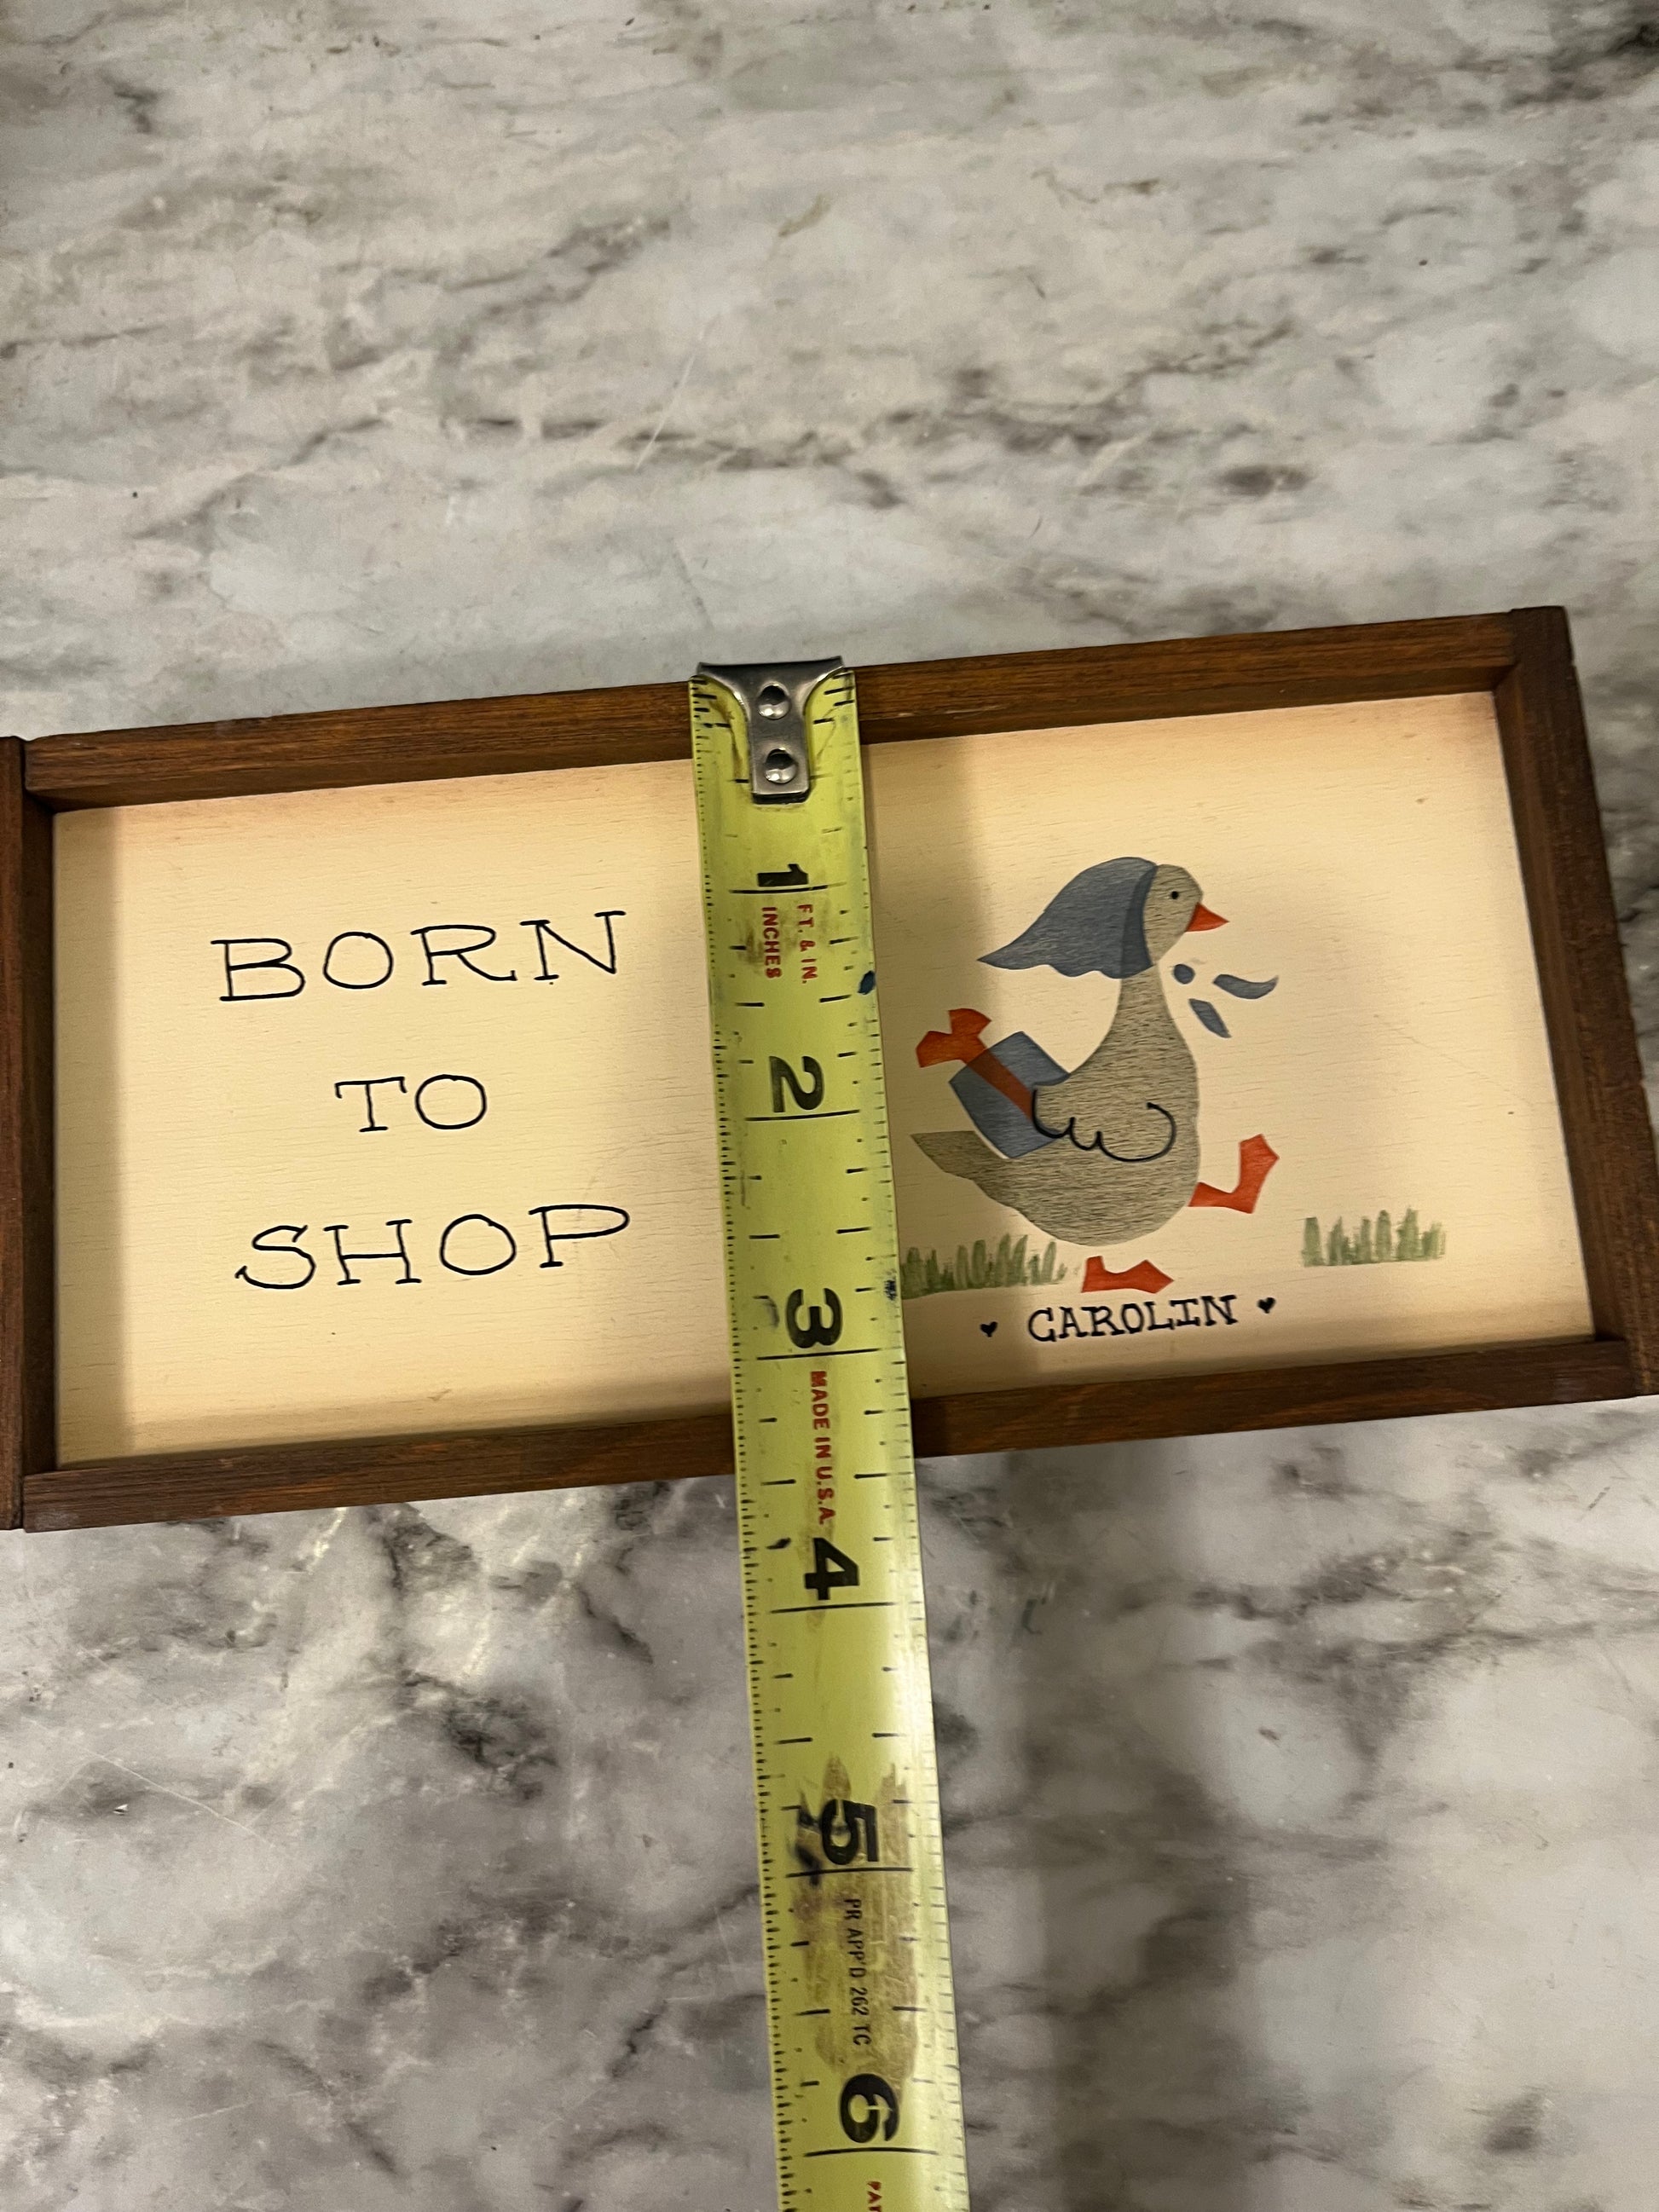 BORN
TO
SHOP
♥ CAROLIN ♥
1
FT. & IN.
INCHES
2
3
MADE IN U.S.A.
4
5
PR APP'D 262 TC
6